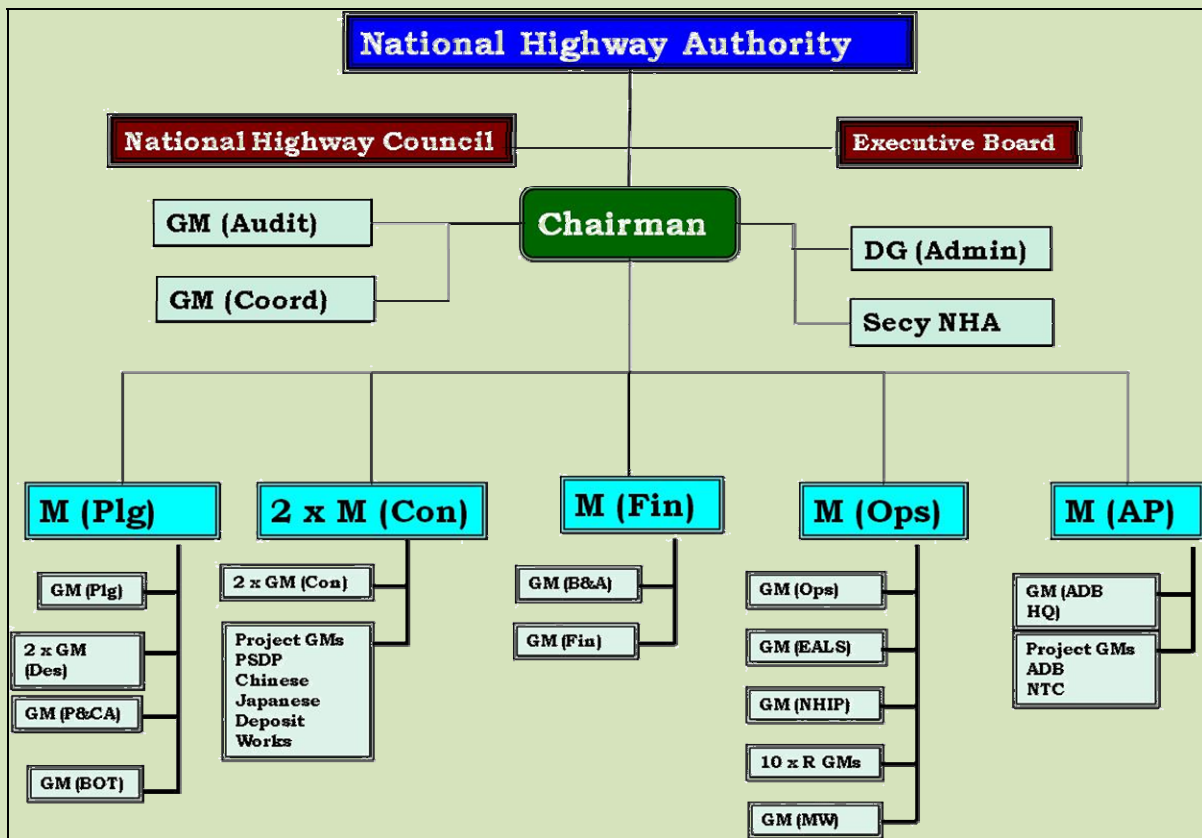 National Highway Authority
National Highway Council
Executive Board
Chairman
GM (Audit)
GM (Coord)
DG (Admin)
Secy NHA
M (Plg)
GM (Plg)
2 x GM
(Des)
GM (P&CA)
GM (BOT)
2 x M (Con)
2 x GM (Con)
Project GMs
PSDP
Chinese
Japanese
Deposit
Works
M (Fin)
GM (B&A)
GM (Fin)
M (Ops)
GM (Ops)
GM (EALS)
GM (NHIP)
10 x R GMs
GM (MW)
M (AP)
GM (ADB
HQ)
Project GMs
ADB
NTC